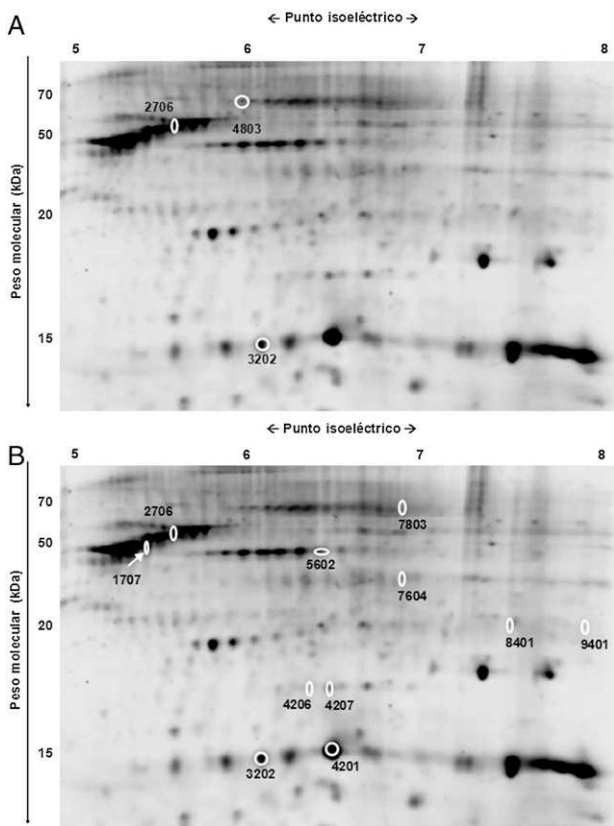 A
← Punto isoeléctrico →
5 6 7 8
Peso molecular (kDa)
70
2706
4803
50
20
15
3202
← Punto isoeléctrico →
5 6 7 8
B
Peso molecular (kDa)
70
2706
7803
50
1707
5602
7604
20
8401 9401
4206 4207
15
3202 4201